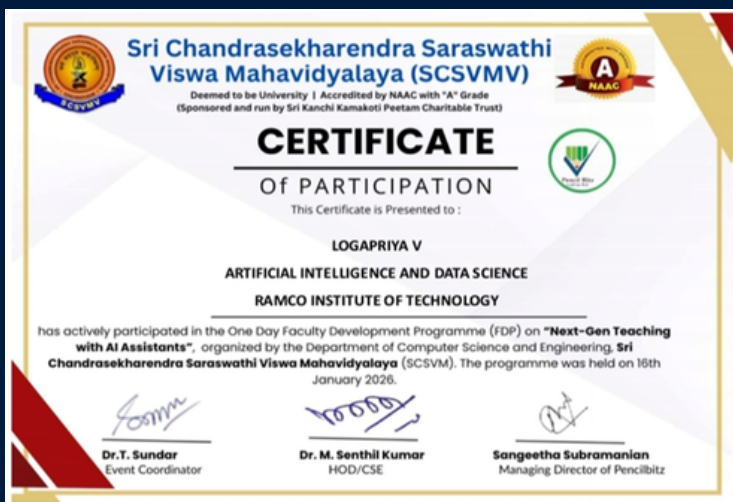 Sri Chandrasekharendra Saraswathi
Viswa Mahavidyalaya (SCSVMV)
Deemed to be University | Accredited by NAAC with "A" Grade
(Sponsored and run by Sri Kanchi Kamakoti Peetam Charitable Trust)
SCSVMV
A
NAAC
CERTIFICATE
Of PARTICIPATION
Pencil Bitz
This Certificate is Presented to :
LOGAPRIYA V
ARTIFICIAL INTELLIGENCE AND DATA SCIENCE
RAMCO INSTITUTE OF TECHNOLOGY
has actively participated in the One Day Faculty Development Programme (FDP) on “Next-Gen Teaching
with AI Assistants”, organized by the Department of Computer Science and Engineering, Sri
Chandrasekharendra Saraswathi Viswa Mahavidyalaya (SCSVM). The programme was held on 16th
January 2026.
Dr.T. Sundar
Event Coordinator
Dr. M. Senthil Kumar
HOD/CSE
Sangeetha Subramanian
Managing Director of Pencilbitz